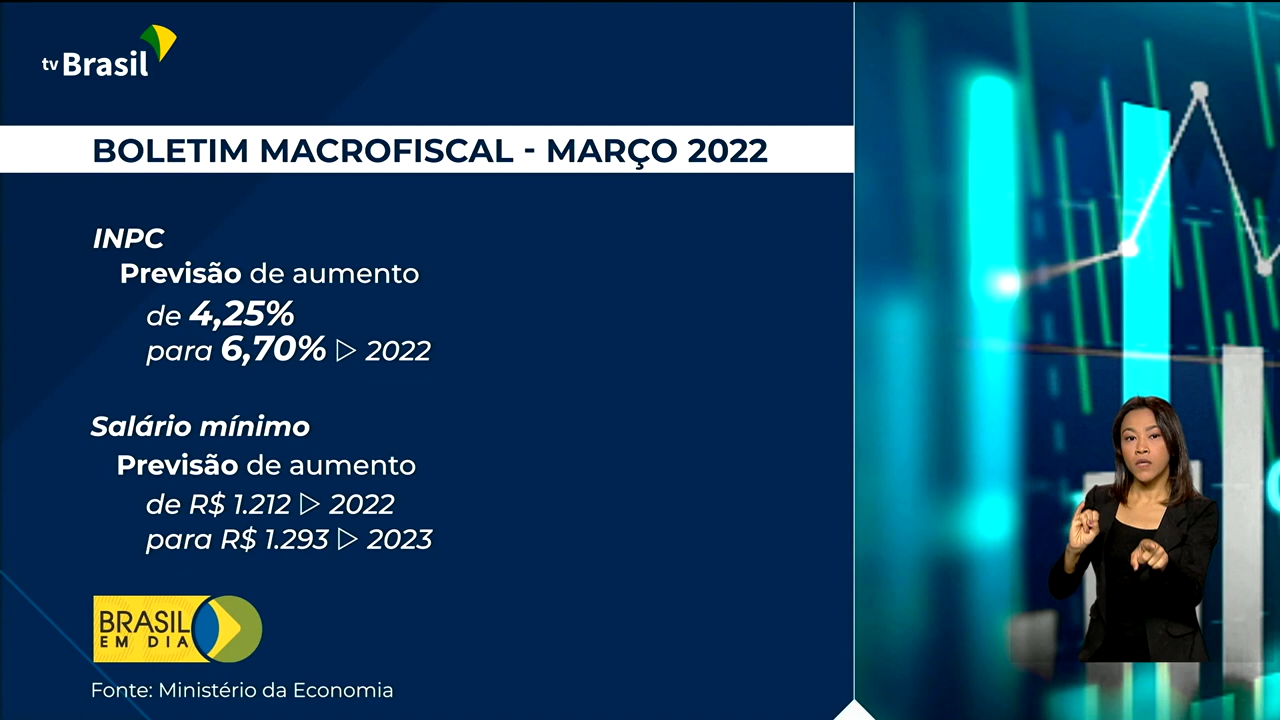 tv Brasil
BOLETIM MACROFISCAL - MARÇO 2022
INPC
Previsão de aumento
de 4,25%
para 6,70% ▷ 2022
Salário mínimo
Previsão de aumento
de R$ 1.212 ▷ 2022
para R$ 1.293 ▷ 2023
BRASIL
EM DIA
Fonte: Ministério da Economia